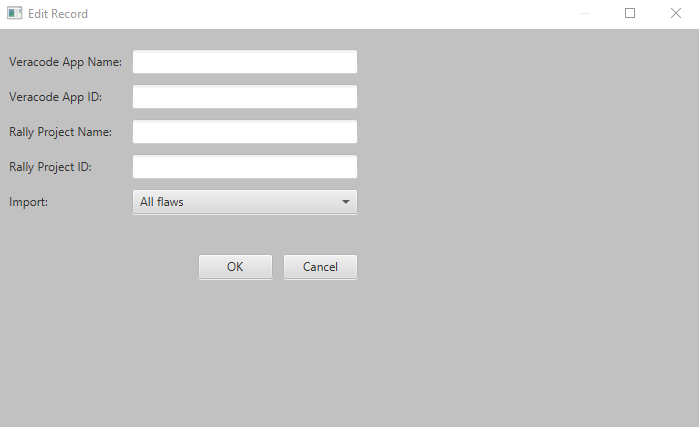 Edit Record
Veracode App Name:
Veracode App ID:
Rally Project Name:
Rally Project ID:
Import: All flaws
OK Cancel